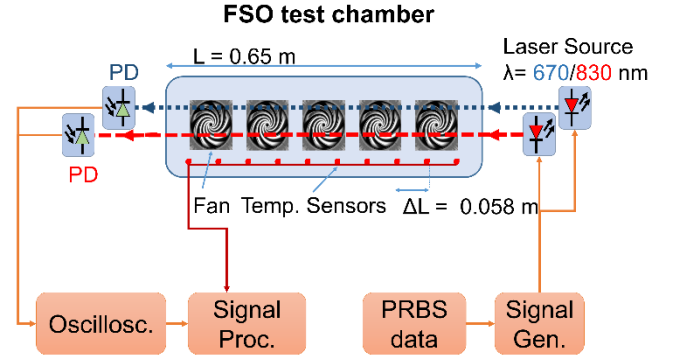 FSO test chamber
L = 0.65 m
Laser Source
λ= 670/830 nm
PD
PD
Fan Temp. Sensors
ΔL = 0.058 m
Oscillosc.
Signal
Proc.
PRBS
data
Signal
Gen.